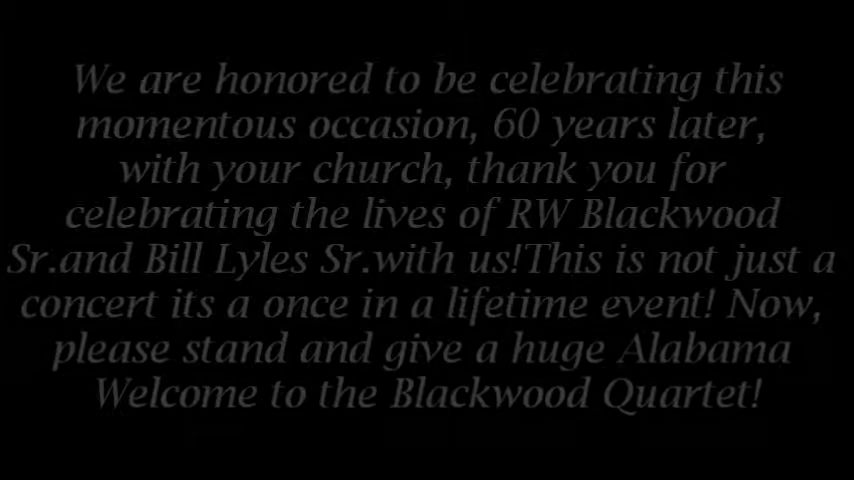 We are honored to be celebrating this
momentous occasion, 60 years later,
with your church, thank you for
celebrating the lives of RW Blackwood
Sr.and Bill Lyles Sr.with us!This is not just a
concert its a once in a lifetime event! Now,
please stand and give a huge Alabama
Welcome to the Blackwood Quartet!